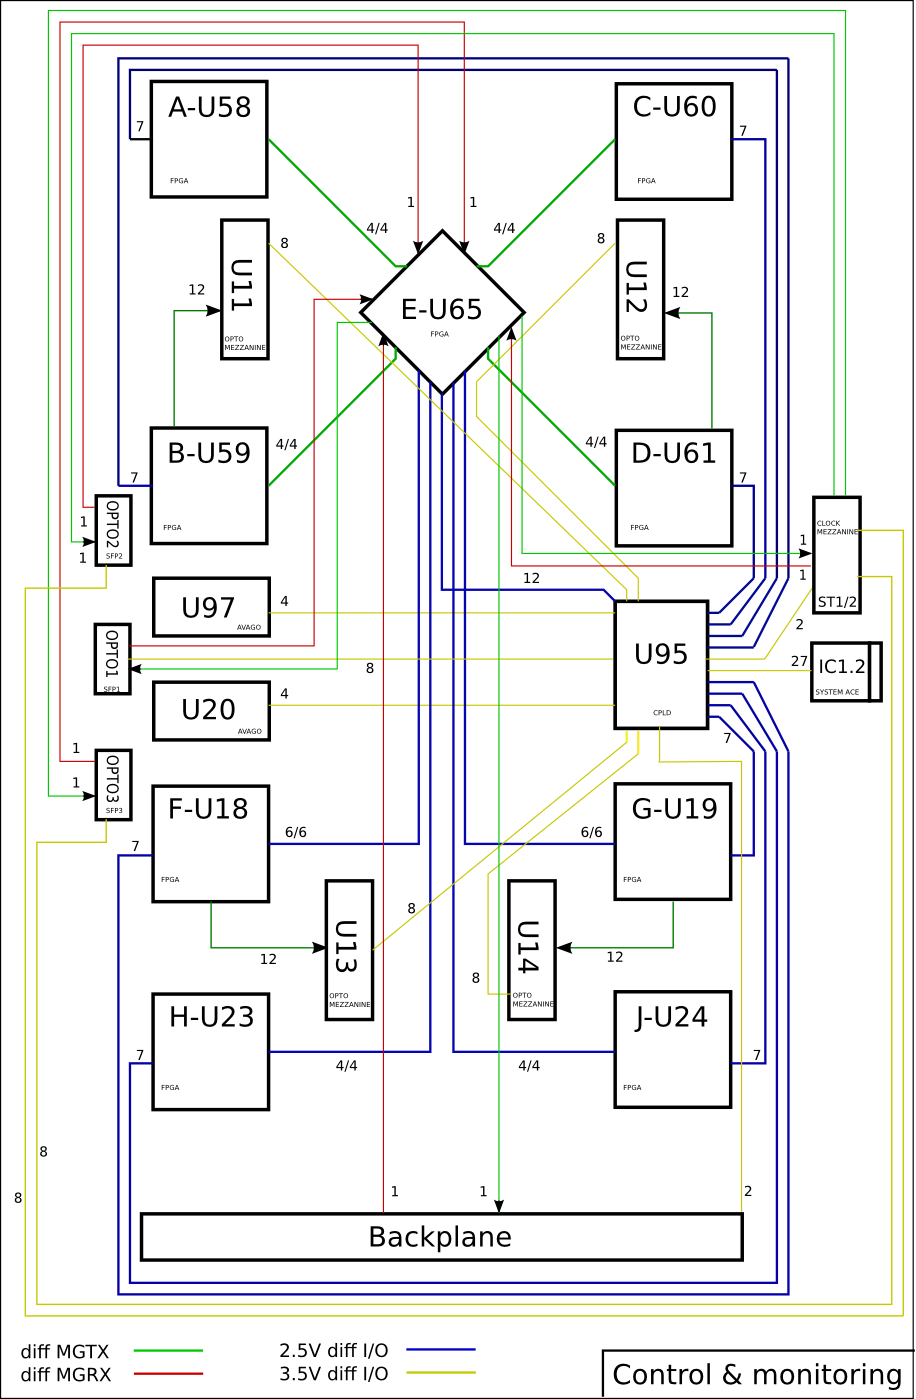 A-U58
FPGA
C-U60
FPGA
7
7
1
1
4/4
4/4
8
8
U11
OPTO
MEZZANINE
U12
OPTO
MEZZANINE
12
12
E-U65
FPGA
B-U59
FPGA
D-U61
FPGA
4/4
4/4
7
7
OPTO2
SFP2
1
1
CLOCK
MEZZANINE
ST1/2
1
1
12
U97
AVAGO
4
U95
CPLD
2
OPTO1
SFP1
8
27
IC1.2
SYSTEM ACE
U20
AVAGO
4
7
OPTO3
SFP3
1
1
F-U18
FPGA
G-U19
FPGA
6/6
6/6
7
8
U13
OPTO
MEZZANINE
U14
OPTO
MEZZANINE
12
12
8
H-U23
FPGA
J-U24
FPGA
7
7
4/4
4/4
8
8
1
1
2
Backplane
diff MGTX
diff MGRX
2.5V diff I/O
3.5V diff I/O
Control & monitoring